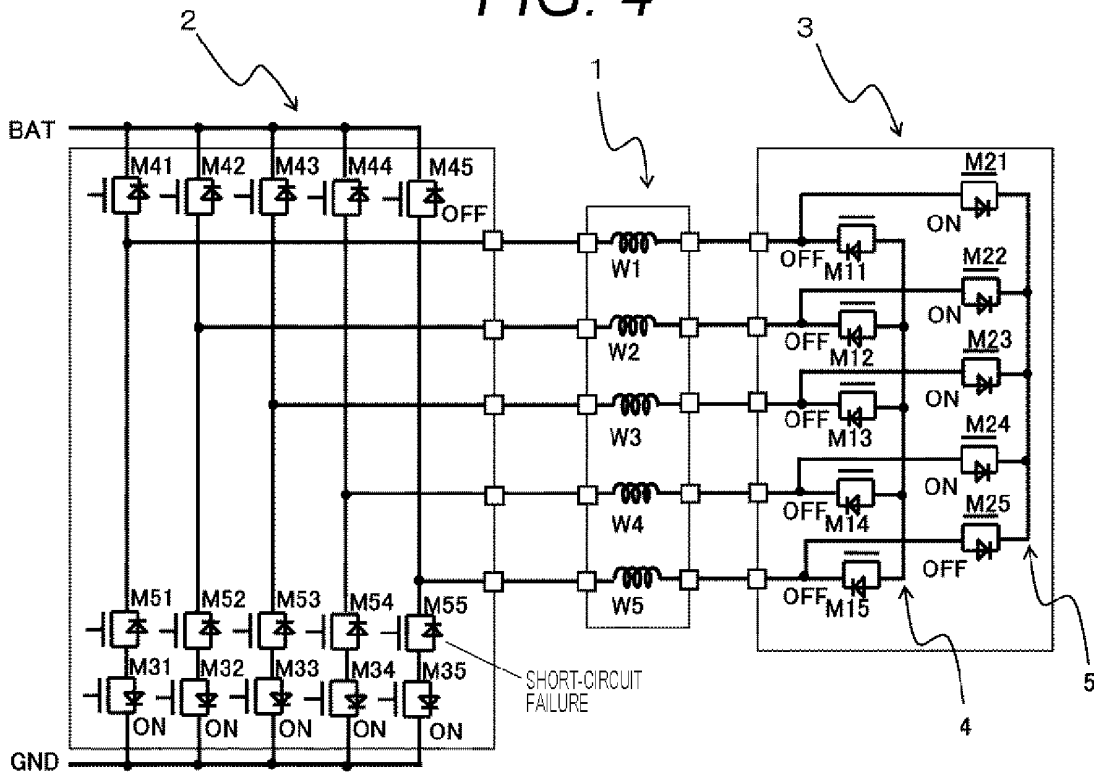 FIG. 4
2
3
1
BAT
M41 M42 M43 M44 M45
OFF
M21
ON
W1
OFF
M11
M22
ON
W2
OFF
M12
M23
ON
W3
OFF
M13
M24
ON
W4
OFF
M14
M25
OFF
W5
OFF
M15
M51 M52 M53 M54 M55
M31 M32 M33 M34 M35
SHORT-CIRCUIT
FAILURE
ON ON ON ON ON
4
5
GND